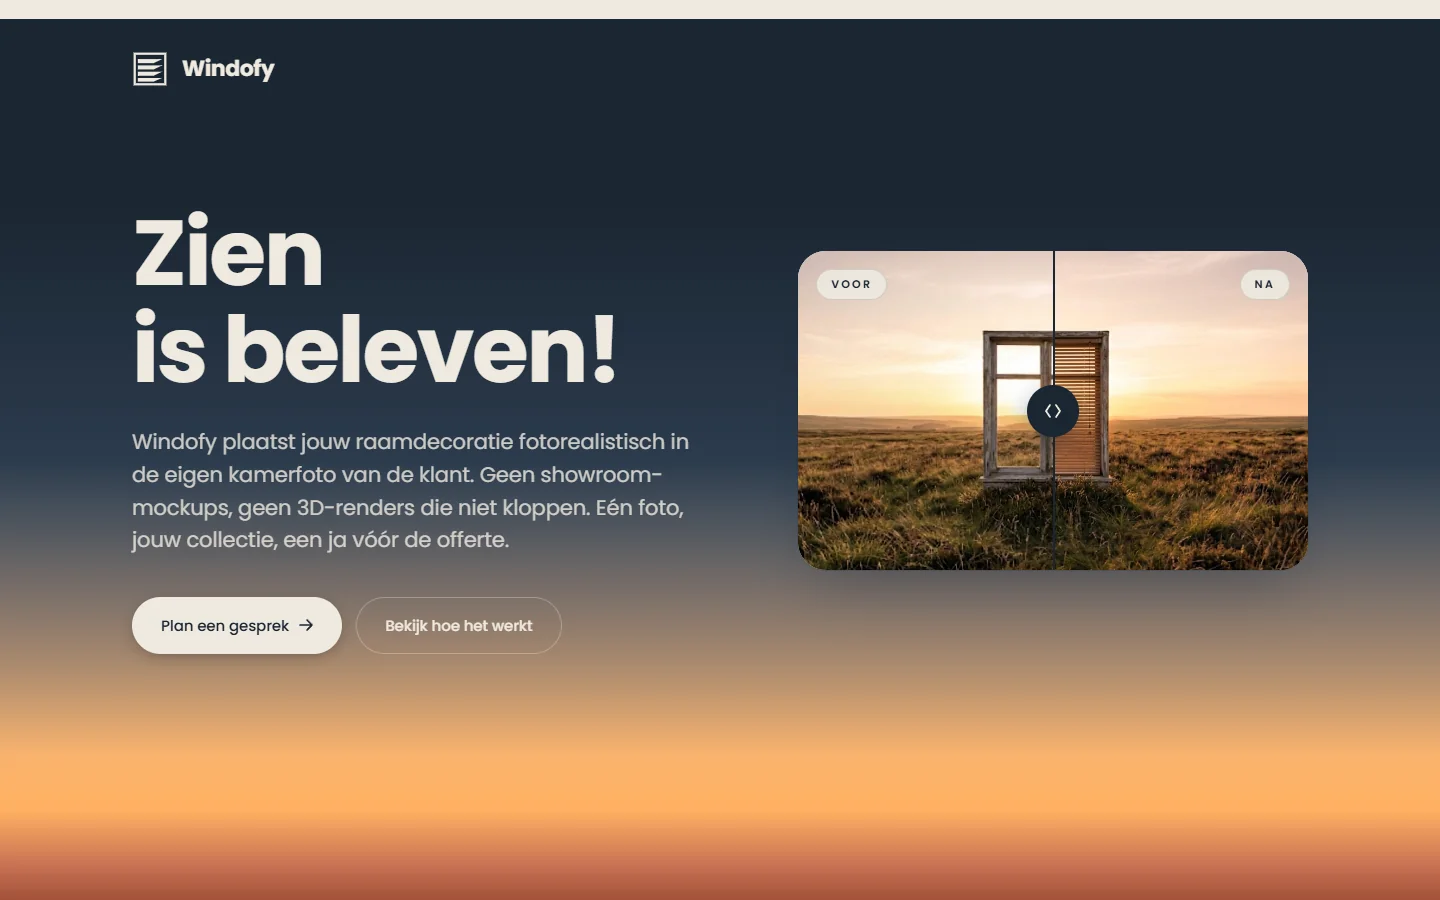 Windofy
Zien
is beleven!
Windofy plaatst jouw raamdecoratie fotorealistisch in
de eigen kamerfoto van de klant. Geen showroom-
mockups, geen 3D-renders die niet kloppen. Eén foto,
jouw collectie, een ja vóór de offerte.
Plan een gesprek →
Bekijk hoe het werkt
VOOR
NA